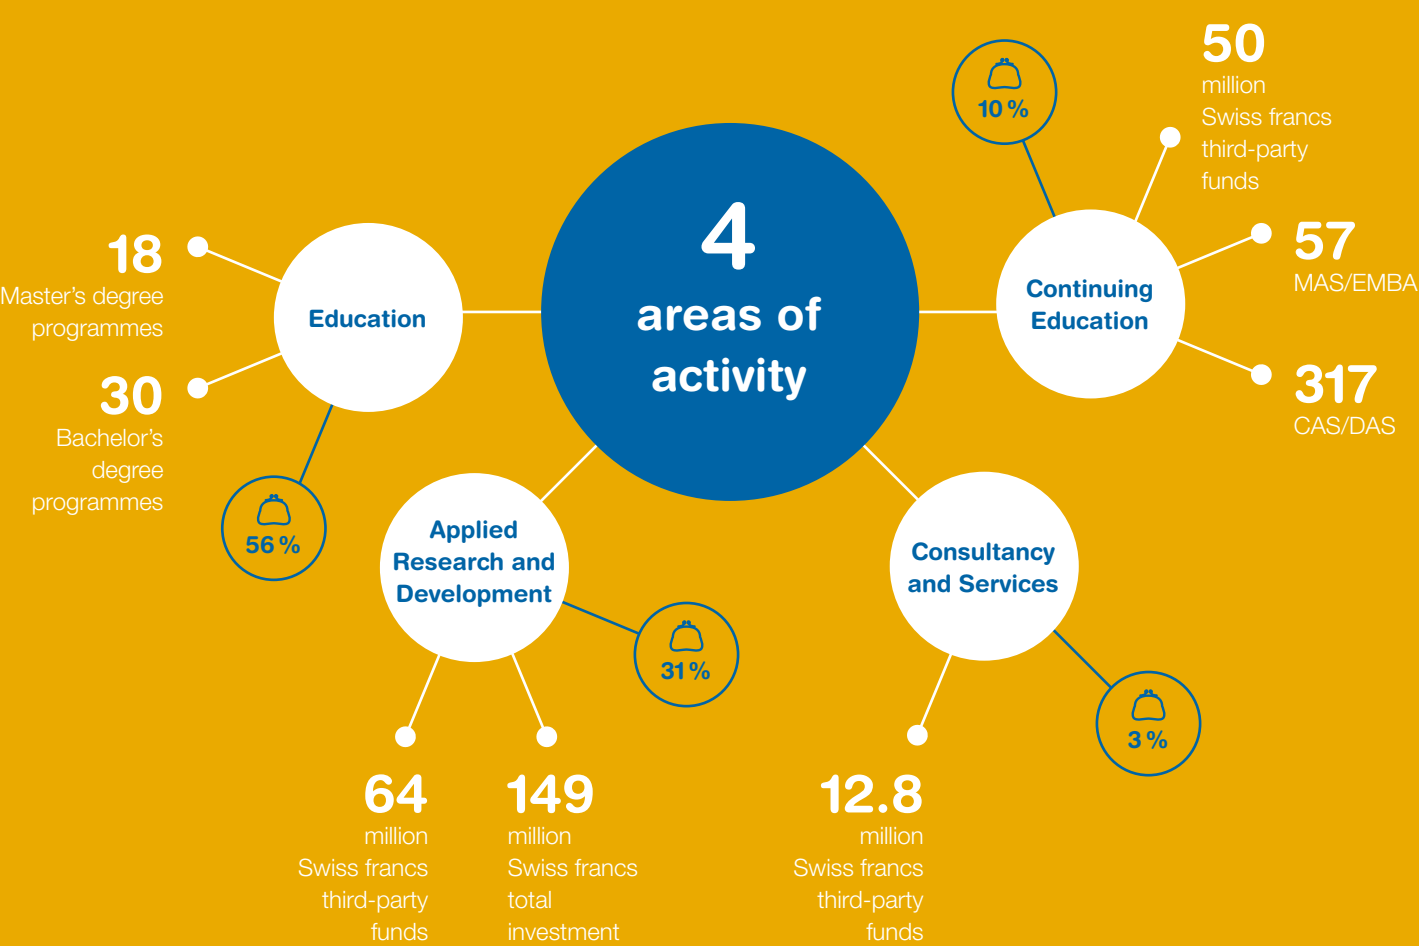 4
areas of
activity
Education
18
Master's degree
programmes
30
Bachelor's
degree
programmes
56 %
Applied
Research and
Development
31 %
64
million
Swiss francs
third-party
funds
149
million
Swiss francs
total
investment
Consultancy
and Services
3 %
12.8
million
Swiss francs
third-party
funds
Continuing
Education
10 %
50
million
Swiss francs
third-party
funds
57
MAS/EMBA
317
CAS/DAS